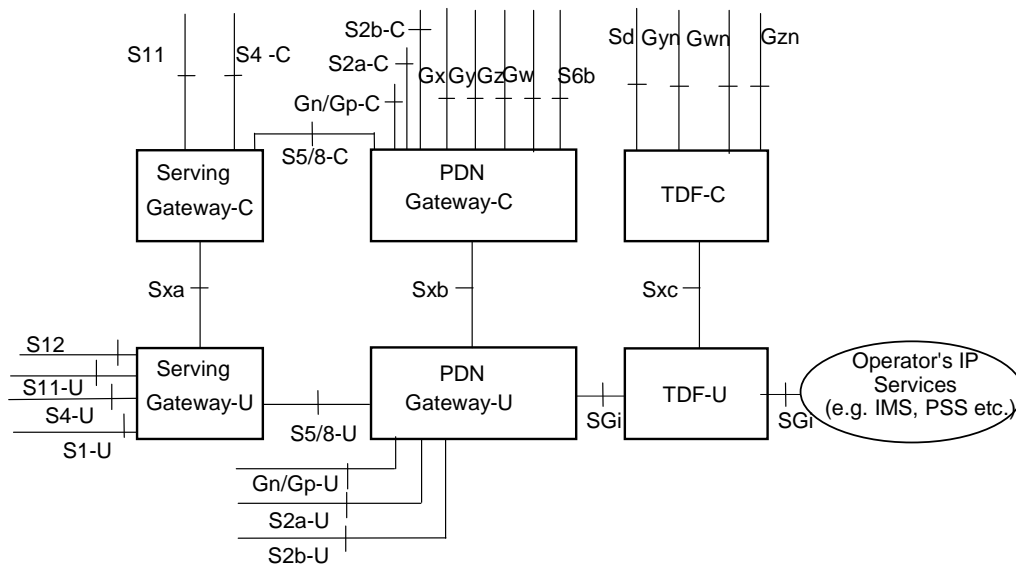 S2b-C
S11
S4 -C
S2a-C
Gn/Gp-C
Gx
Gy
Gz
Gw
S6b
Sd
Gyn
Gwn
Gzn
S5/8-C
Serving
Gateway-C
PDN
Gateway-C
TDF-C
Sxa
Sxb
Sxc
S12
S11-U
S4-U
S1-U
Serving
Gateway-U
S5/8-U
PDN
Gateway-U
SGi
TDF-U
SGi
Operator's IP
Services
(e.g. IMS, PSS etc.)
Gn/Gp-U
S2a-U
S2b-U